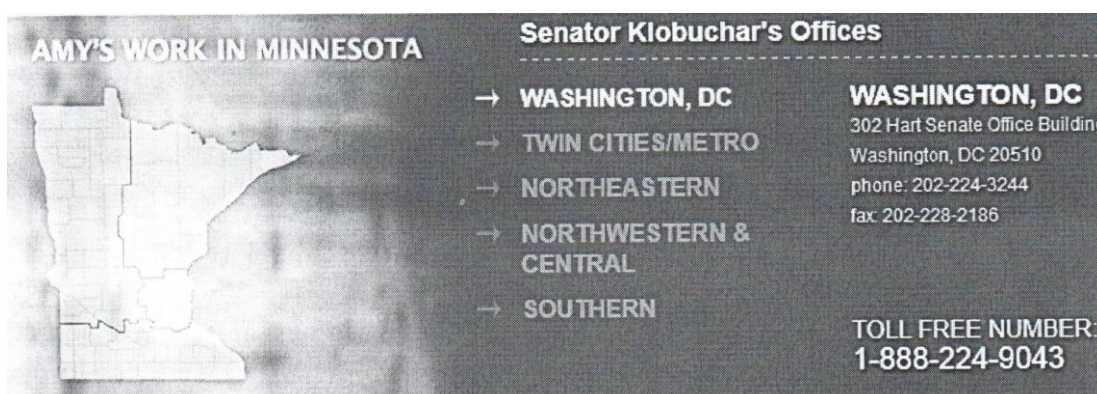 AMY'S WORK IN MINNESOTA
Senator Klobuchar's Offices
→ WASHINGTON, DC
→ TWIN CITIES/METRO
→ NORTHEASTERN
→ NORTHWESTERN &
CENTRAL
→ SOUTHERN
WASHINGTON, DC
302 Hart Senate Office Building
Washington, DC 20510
phone: 202-224-3244
fax: 202-228-2186
TOLL FREE NUMBER:
1-888-224-9043